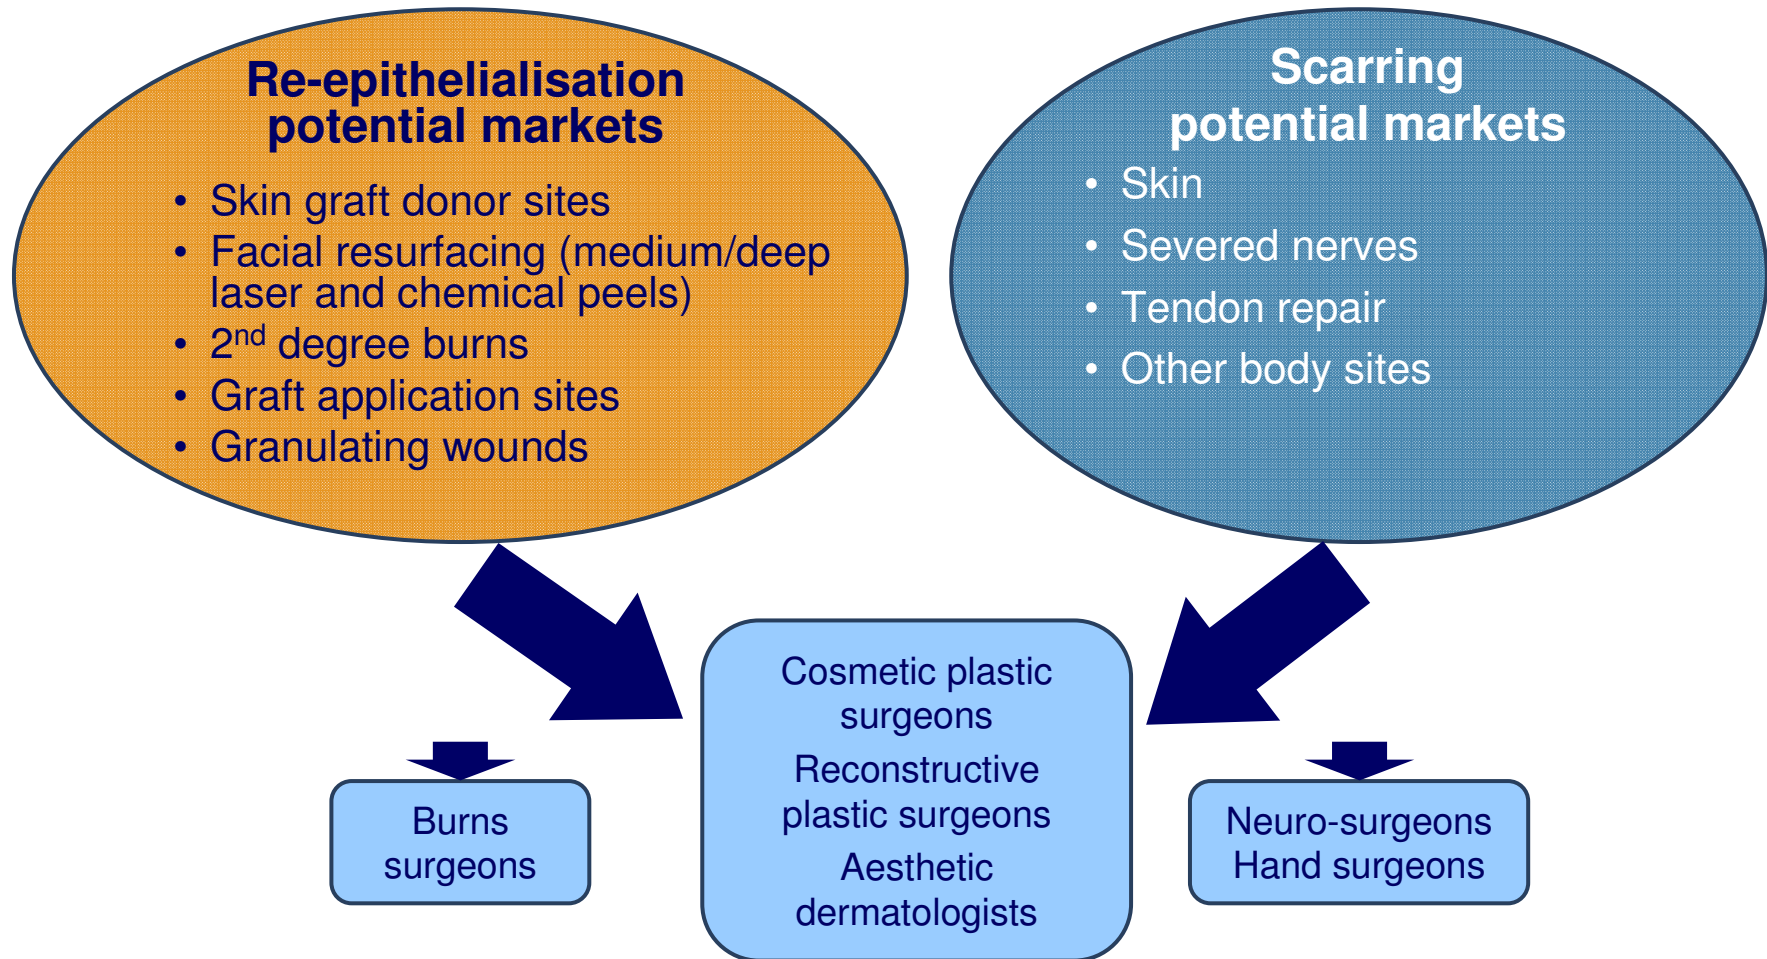 Re-epithelialisation
potential markets
• Skin graft donor sites
• Facial resurfacing (medium/deep
laser and chemical peels)
• 2nd degree burns
• Graft application sites
• Granulating wounds
Scarring
potential markets
• Skin
• Severed nerves
• Tendon repair
• Other body sites
Burns
surgeons
Cosmetic plastic
surgeons
Reconstructive
plastic surgeons
Aesthetic
dermatologists
Neuro-surgeons
Hand surgeons